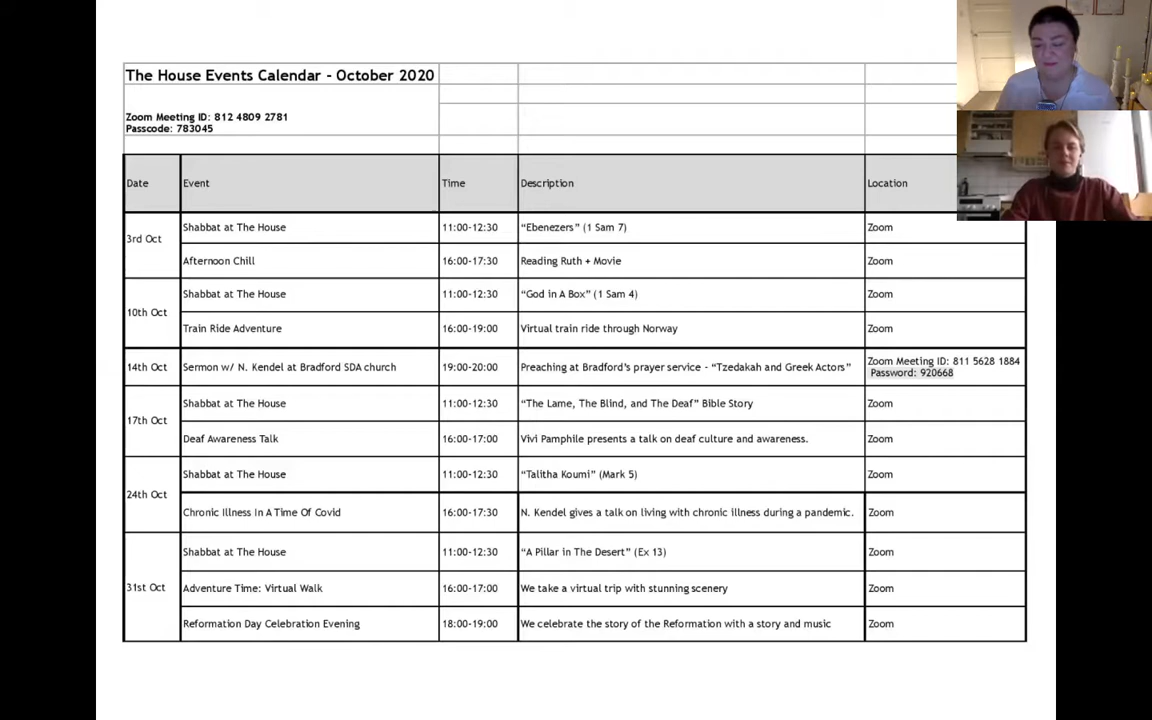 The House Events Calendar - October 2020
Zoom Meeting ID: 812 4809 2781
Passcode: 783045
Date Event Time Description Location
3rd Oct
Shabbat at The House 11:00-12:30 “Ebenezers” (1 Sam 7) Zoom
Afternoon Chill 16:00-17:30 Reading Ruth + Movie Zoom
10th Oct
Shabbat at The House 11:00-12:30 “God in A Box” (1 Sam 4) Zoom
Train Ride Adventure 16:00-19:00 Virtual train ride through Norway Zoom
14th Oct Sermon w/ N. Kendel at Bradford SDA church 19:00-20:00 Preaching at Bradford’s prayer service - “Tzedakah and Greek Actors” Zoom Meeting ID: 811 5628 1884
Password: 920668
17th Oct
Shabbat at The House 11:00-12:30 “The Lame, The Blind, and The Deaf” Bible Story Zoom
Deaf Awareness Talk 16:00-17:00 Vivi Pamphile presents a talk on deaf culture and awareness. Zoom
24th Oct
Shabbat at The House 11:00-12:30 “Talitha Koumi” (Mark 5) Zoom
Chronic Illness In A Time Of Covid 16:00-17:30 N. Kendel gives a talk on living with chronic illness during a pandemic. Zoom
31st Oct
Shabbat at The House 11:00-12:30 “A Pillar in The Desert” (Ex 13) Zoom
Adventure Time: Virtual Walk 16:00-17:00 We take a virtual trip with stunning scenery Zoom
Reformation Day Celebration Evening 18:00-19:00 We celebrate the story of the Reformation with a story and music Zoom